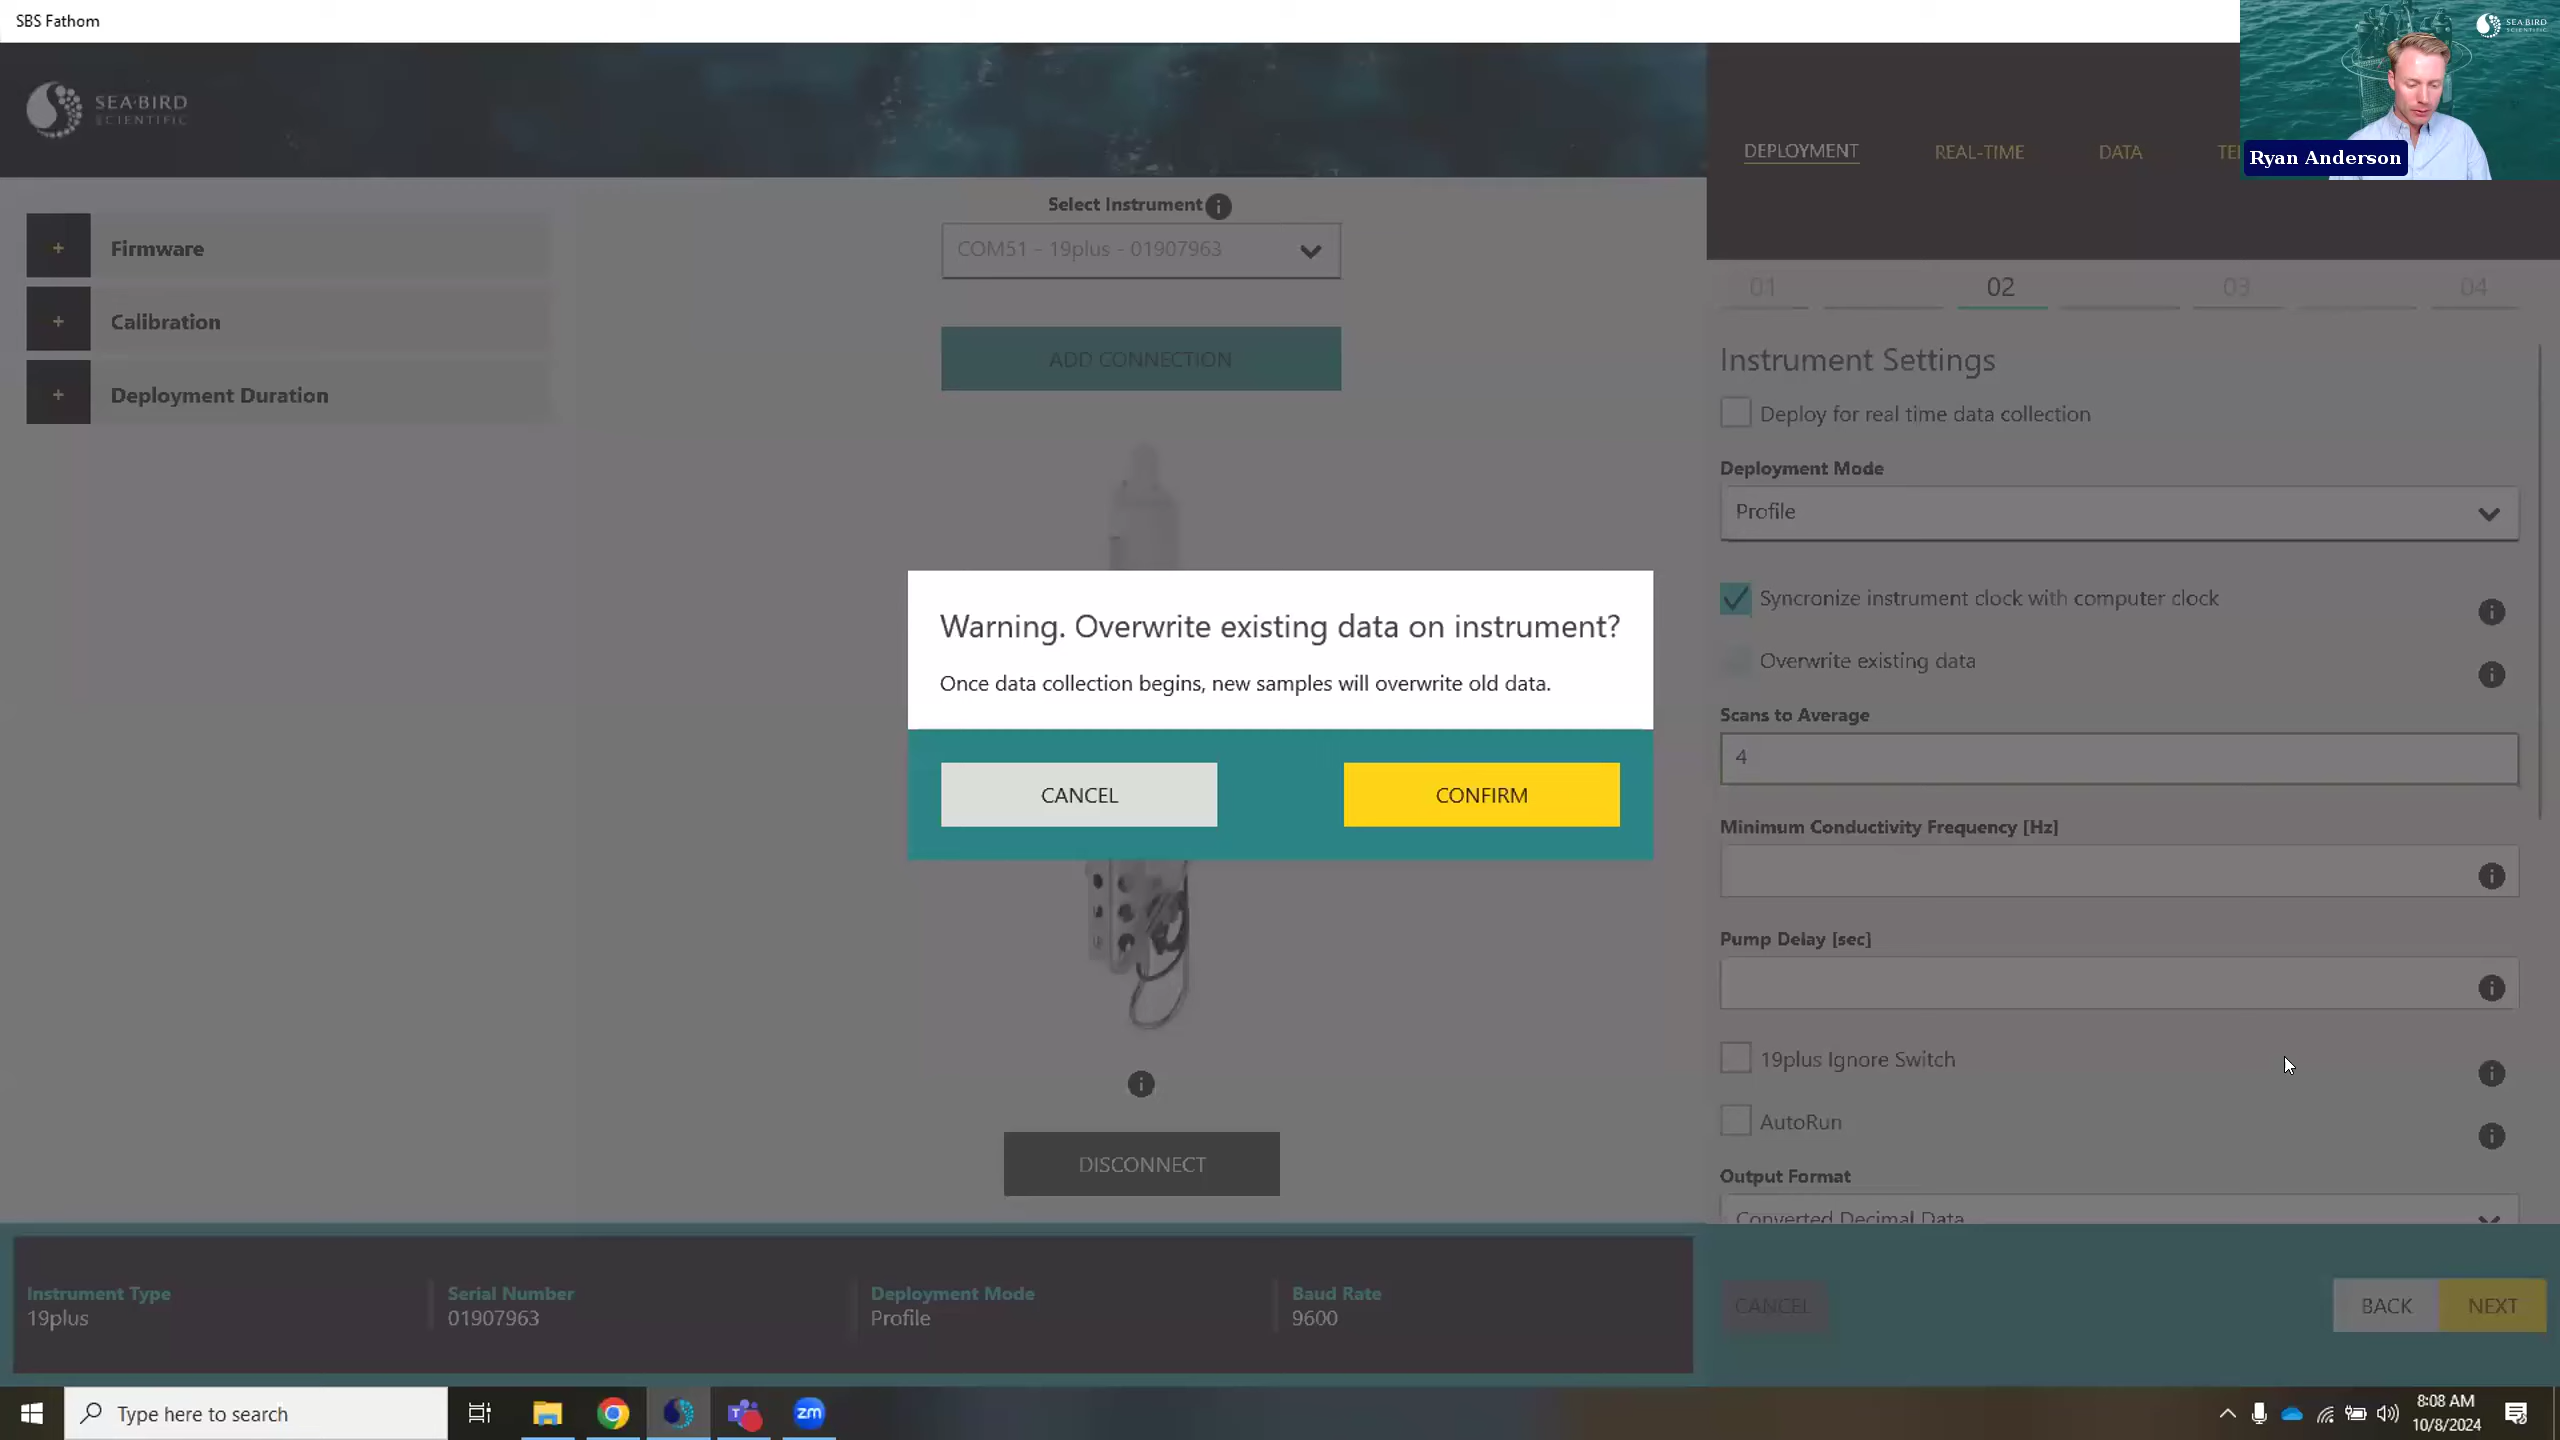 SBS Fathom
SEA·BIRD
SCIENTIFIC
DEPLOYMENT
REAL-TIME
DATA
SEA·BIRD
SCIENTIFIC
Ryan Anderson
+ Firmware
+ Calibration
+ Deployment Duration
Select Instrument
COM51 - 19plus - 01907963
ADD CONNECTION
01 02 03 04
Instrument Settings
Deploy for real time data collection
Deployment Mode
Profile
Syncronize instrument clock with computer clock
Overwrite existing data
Scans to Average
4
Minimum Conductivity Frequency [Hz]
Pump Delay [sec]
19plus Ignore Switch
AutoRun
Output Format
Converted Decimal Data
Warning. Overwrite existing data on instrument?
Once data collection begins, new samples will overwrite old data.
CANCEL
CONFIRM
DISCONNECT
Instrument Type
19plus
Serial Number
01907963
Deployment Mode
Profile
Baud Rate
9600
CANCEL
BACK
NEXT
Type here to search
zm
8:08 AM
10/8/2024